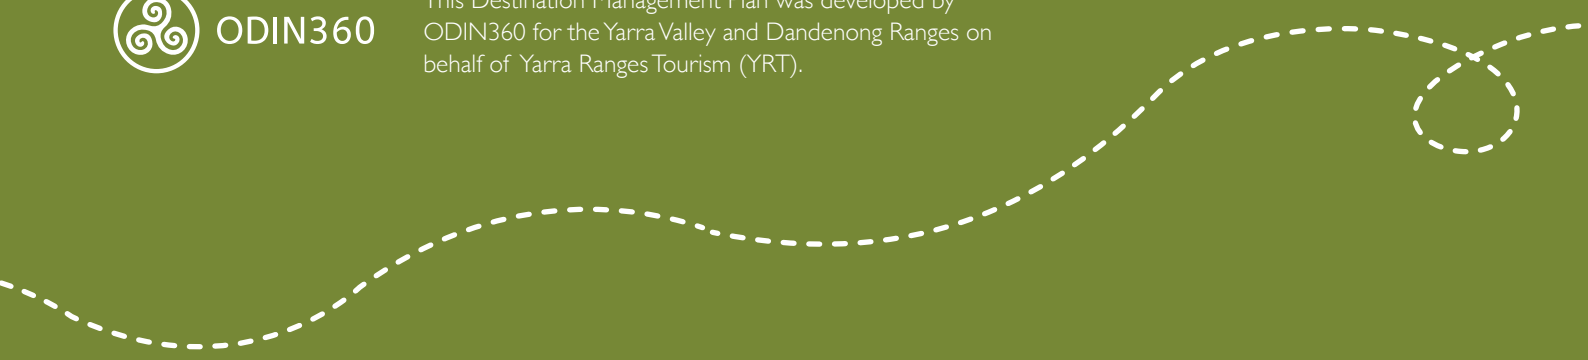 ODIN360
This Destination Management Plan was developed by
ODIN360 for the Yarra Valley and Dandenong Ranges on
behalf of Yarra Ranges Tourism (YRT).